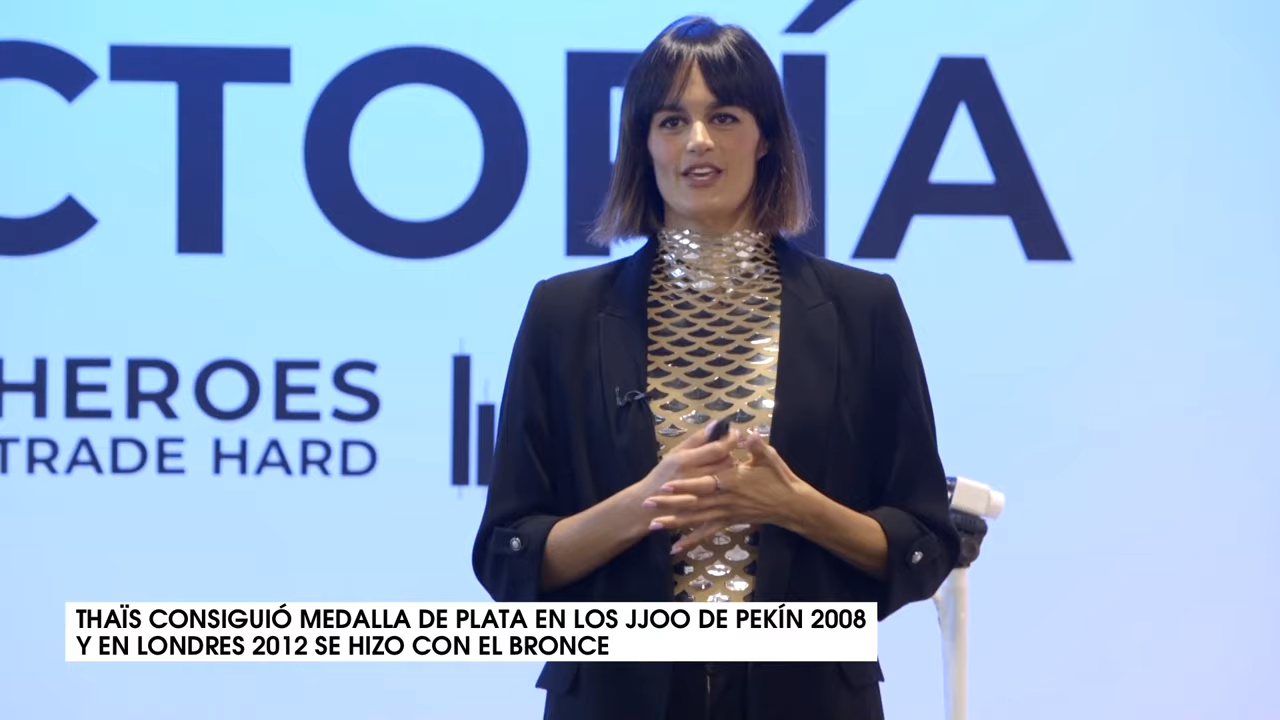 CTORÍA
HEROES
TRADE HARD
THAÏS CONSIGUIÓ MEDALLA DE PLATA EN LOS JJOO DE PEKÍN 2008
Y EN LONDRES 2012 SE HIZO CON EL BRONCE